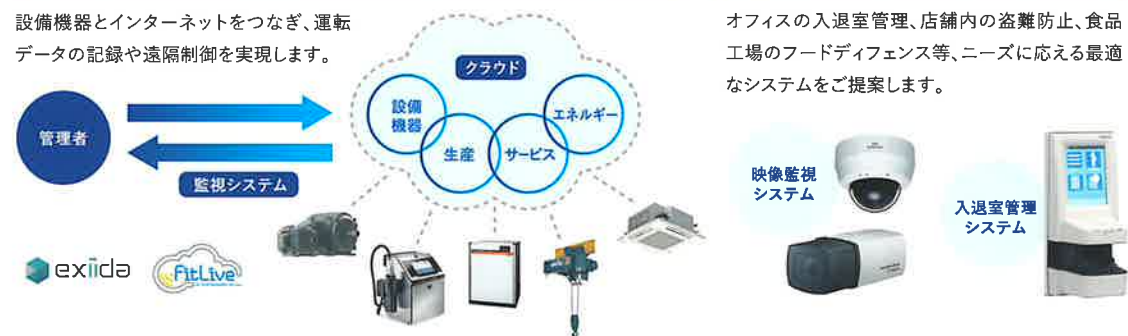 設備機器とインターネットをつなぎ、運転
データの記録や遠隔制御を実現します。
管理者
監視システム
クラウド
設備
機器
生産
サービス
エネルギー
exiida
FitLive
オフィスの入退室管理、店舗内の盗難防止、食品
工場のフードディフェンス等、ニーズに応える最適
なシステムをご提案します。
映像監視
システム
入退室管理
システム